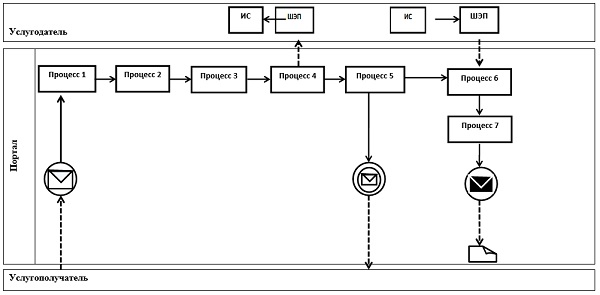 ИС ШЭП ИС ШЭП
Услугодатель
Процесс 1 Процесс 2 Процесс 3 Процесс 4 Процесс 5 Процесс 6
Процесс 7
Портал
Услугополучатель